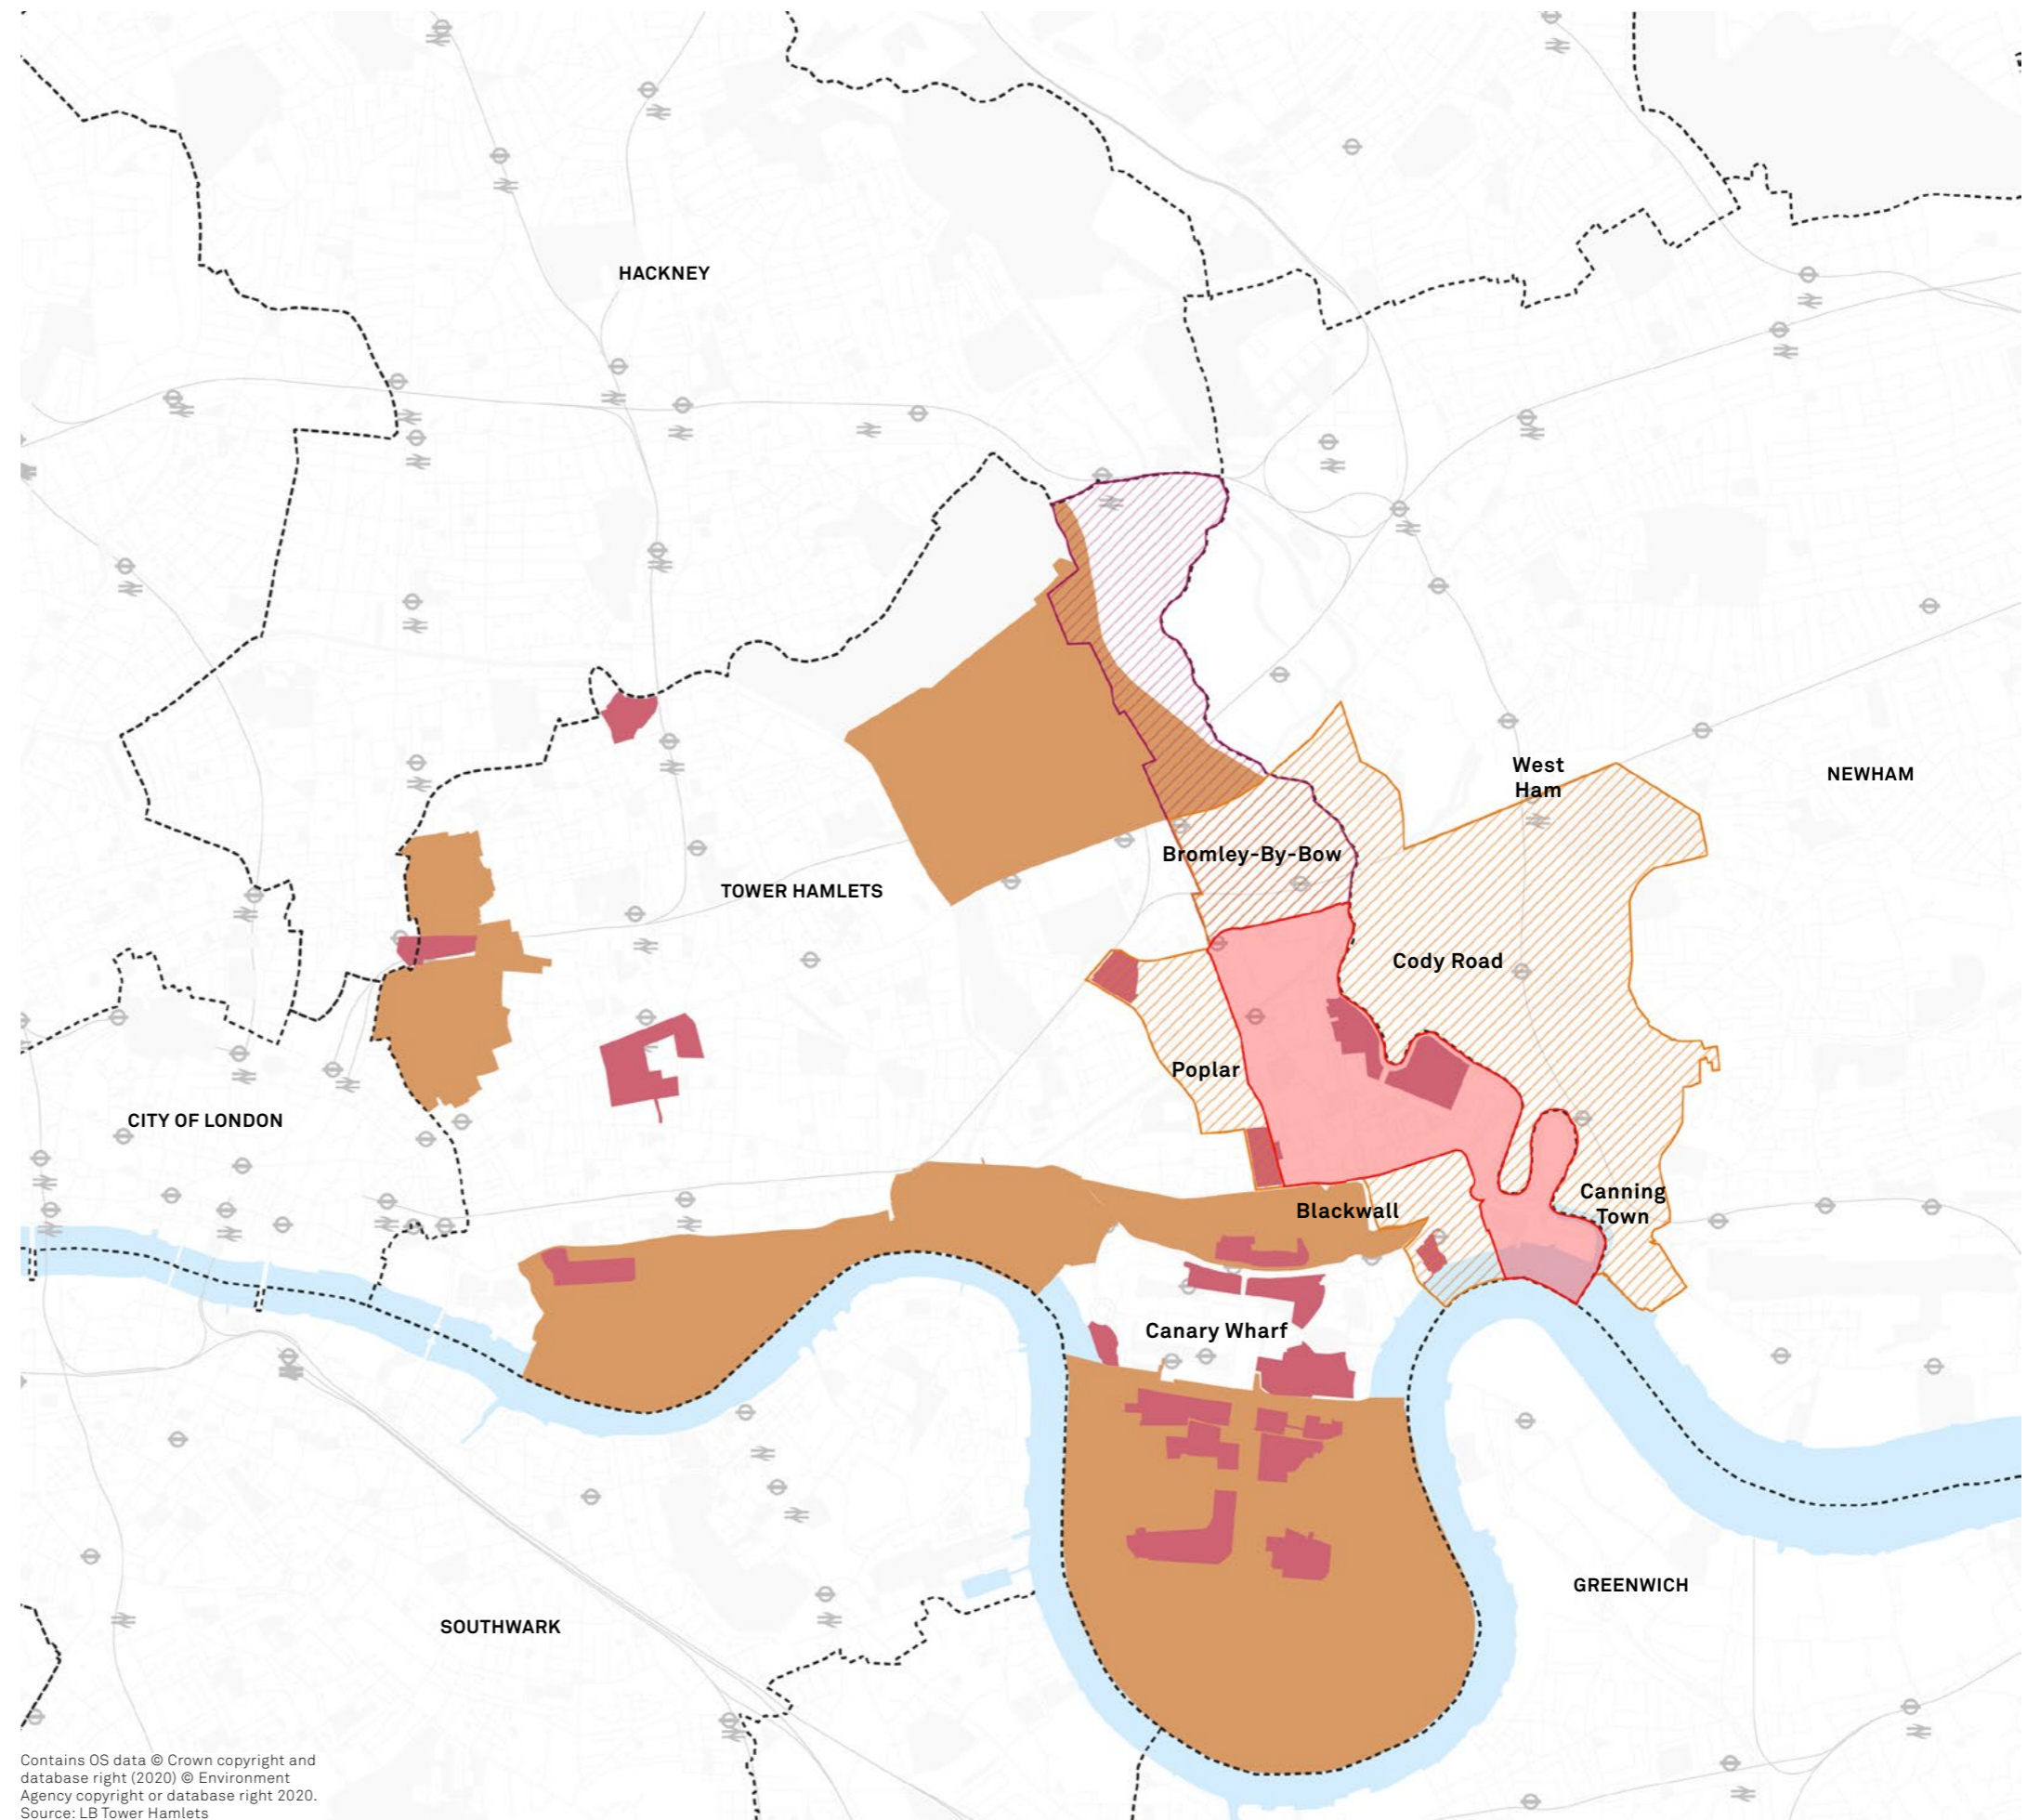 HACKNEY
West
Ham
NEWHAM
Bromley-By-Bow
TOWER HAMLETS
Cody Road
Poplar
CITY OF LONDON
Canning
Town
Blackwall
Canary Wharf
GREENWICH
SOUTHWARK
Contains OS data © Crown copyright and
database right (2020) © Environment
Agency copyright or database right 2020.
Source: LB Tower Hamlets